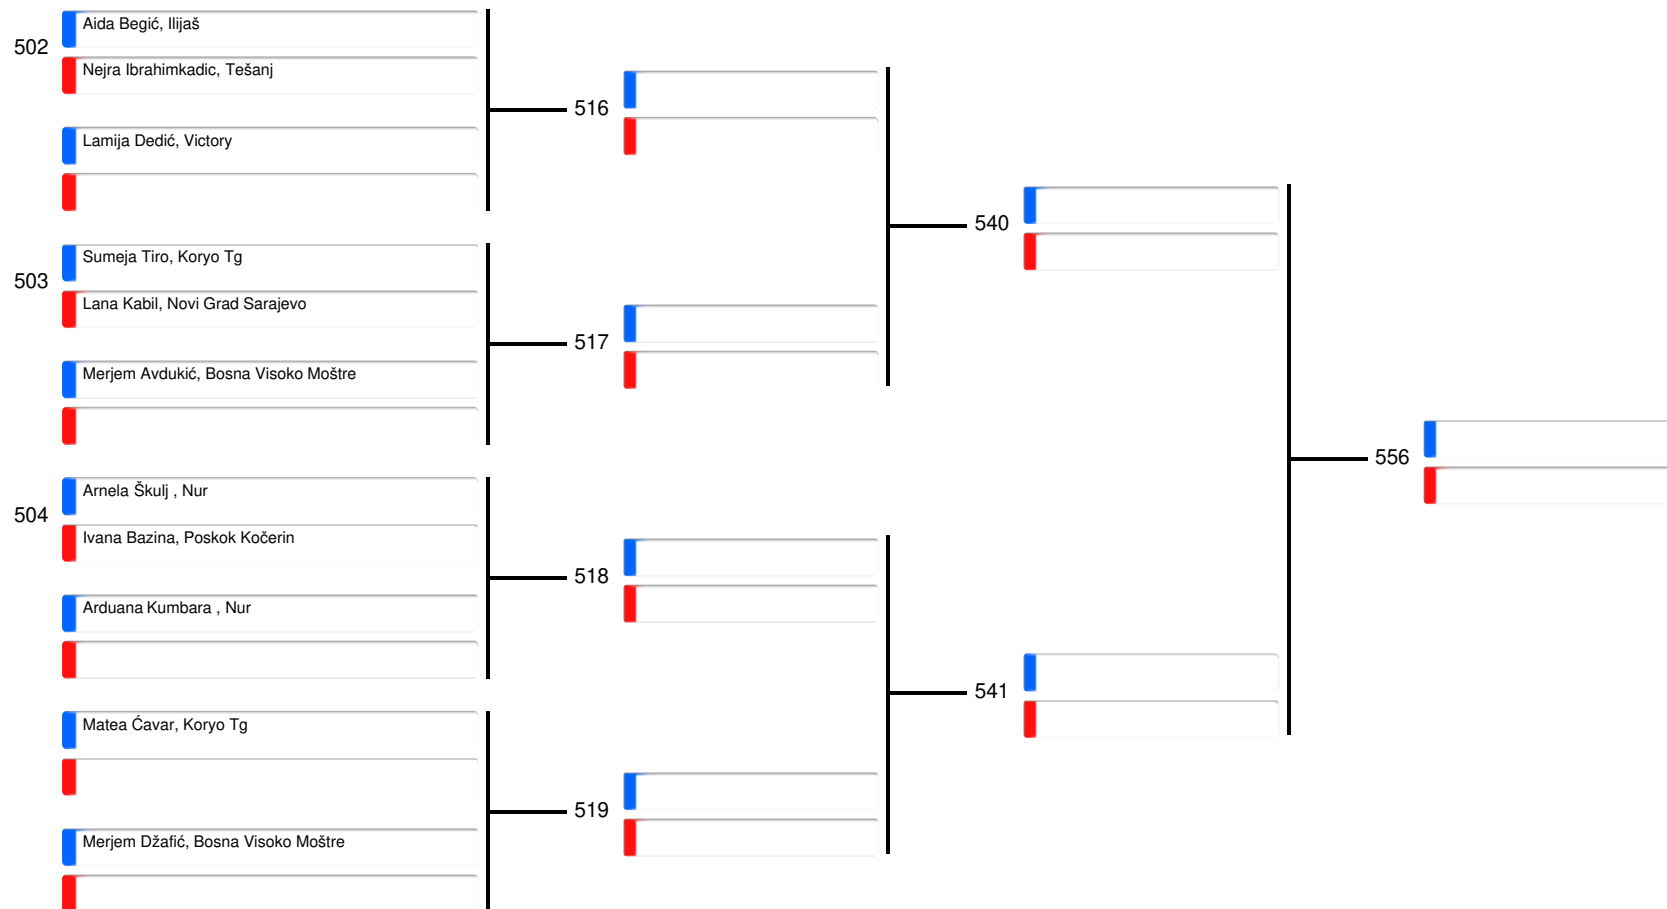 Aida Begić, Ilijaš
502
Nejra Ibrahimkadic, Tešanj
516
Lamija Dedić, Victory
540
Sumeja Tiro, Koryo Tg
503
Lana Kabil, Novi Grad Sarajevo
517
Merjem Avdukić, Bosna Visoko Moštre
556
Arnela Škulj , Nur
504
Ivana Bazina, Poskok Kočerin
518
Arduana Kumbara , Nur
541
Matea Ćavar, Koryo Tg
519
Merjem Džafić, Bosna Visoko Moštre